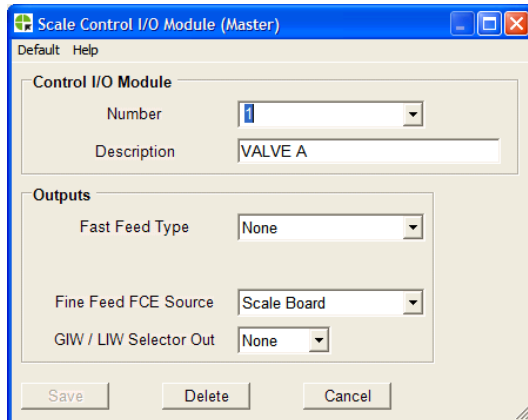 Scale Control I/O Module (Master)
Default Help
Control I/O Module
Number 1
Description VALVE A
Outputs
Fast Feed Type None
Fine Feed FCE Source Scale Board
GIW / LIW Selector Out None
Save Delete Cancel